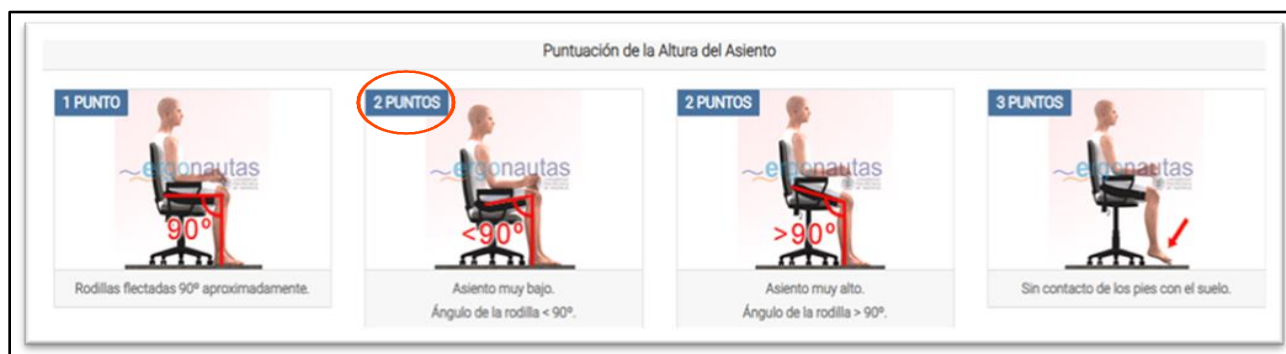 Puntuación de la Altura del Asiento
1 PUNTO
2 PUNTOS
2 PUNTOS
3 PUNTOS
ergonautas
ergonautas
ergonautas
ergonautas
90º
<90º
>90º
Rodillas flectadas 90º aproximadamente.
Asiento muy bajo.
Ángulo de la rodilla < 90º.
Asiento muy alto.
Ángulo de la rodilla > 90º.
Sin contacto de los pies con el suelo.